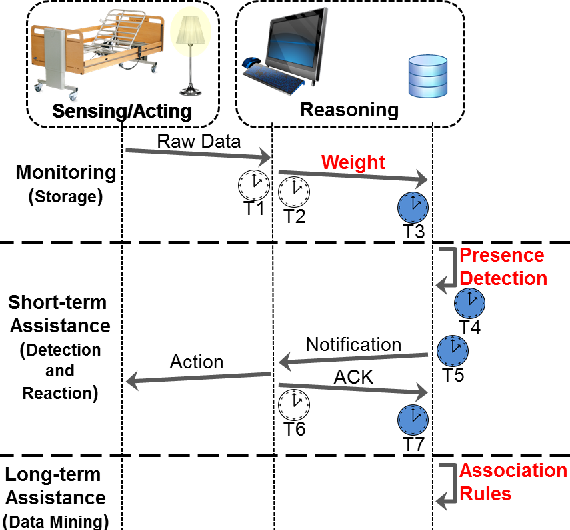 Sensing/Acting
Reasoning
Monitoring
(Storage)
Raw Data
Weight
T1
T2
T3
Short-term
Assistance
(Detection
and
Reaction)
Presence
Detection
T4
Notification
T5
Action
ACK
T6
T7
Long-term
Assistance
(Data Mining)
Association
Rules